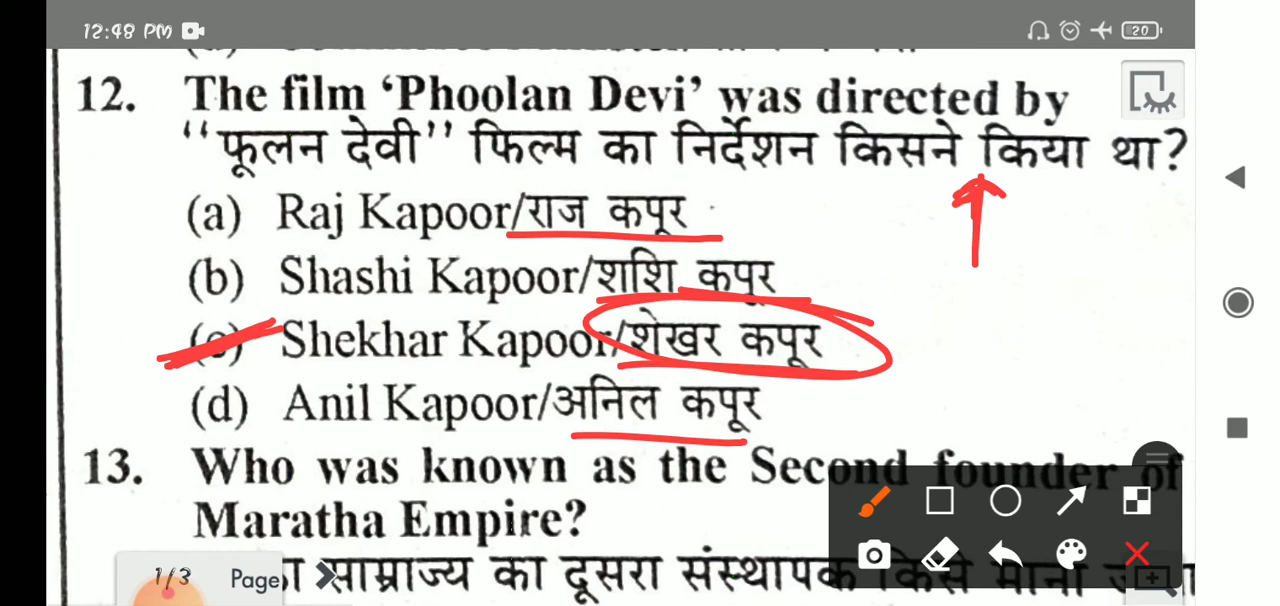 12:48 PM 20
12. The film ‘Phoolan Devi’ was directed by
‘‘फूलन देवी’’ फिल्म का निर्देशन किसने किया था?
(a) Raj Kapoor/राज कपूर
(b) Shashi Kapoor/शशि कपूर
(c) Shekhar Kapoor/शेखर कपूर
(d) Anil Kapoor/अनिल कपूर
13. Who was known as the Second founder of
Maratha Empire?
साम्राज्य का दूसरा संस्थापक किसे माना
1/3 Page